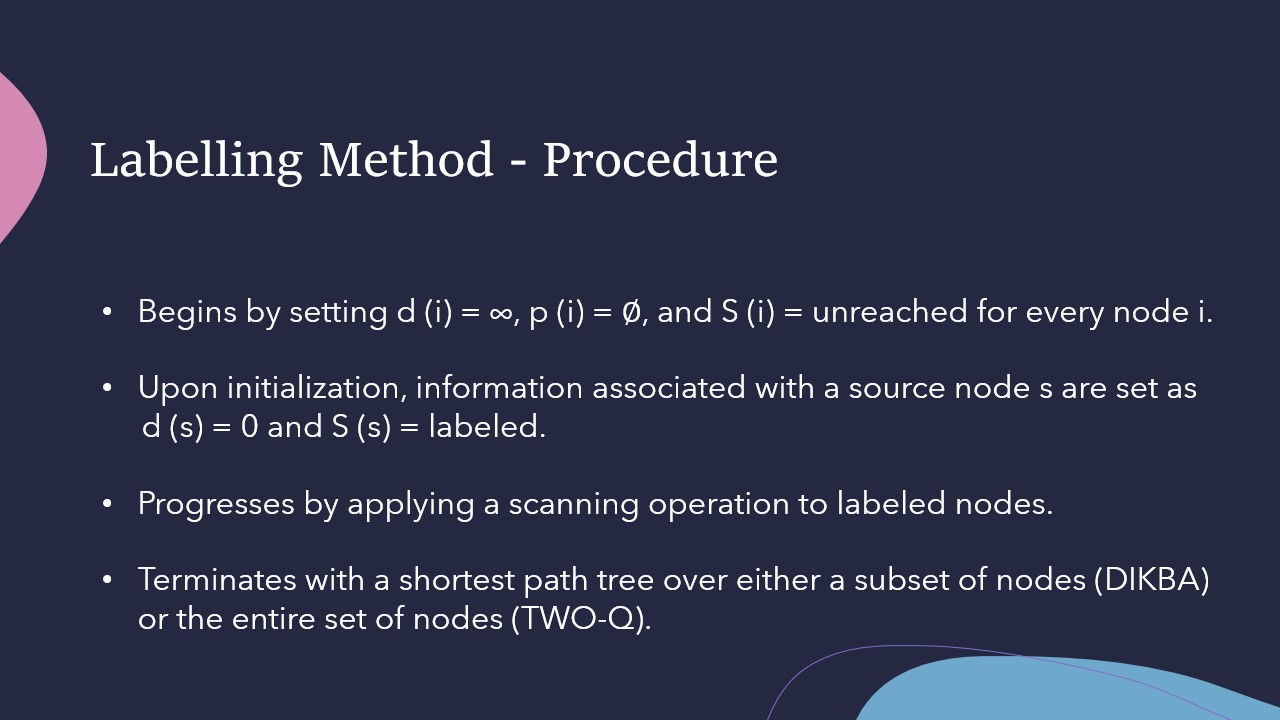 Labelling Method - Procedure
• Begins by setting d (i) = ∞, p (i) = ∅, and S (i) = unreached for every node i.
• Upon initialization, information associated with a source node s are set as
d (s) = 0 and S (s) = labeled.
• Progresses by applying a scanning operation to labeled nodes.
• Terminates with a shortest path tree over either a subset of nodes (DIKBA)
or the entire set of nodes (TWO-Q).